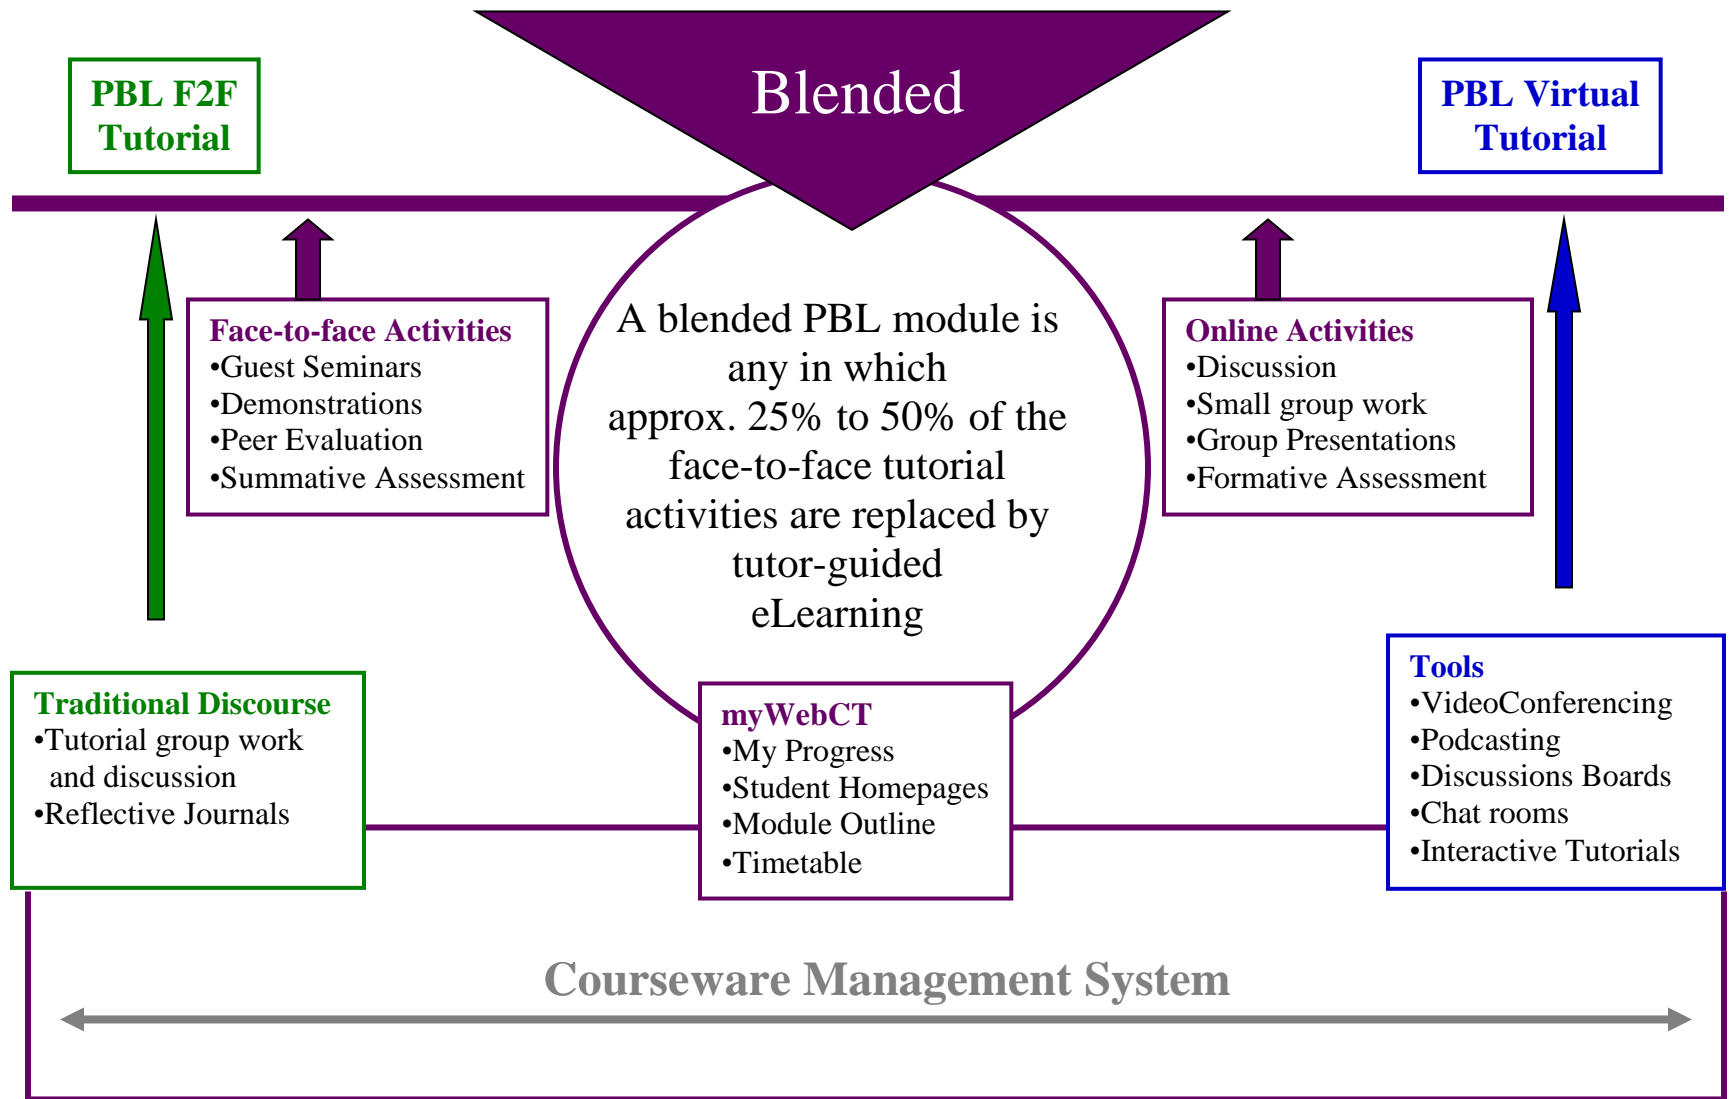 Blended
PBL F2F
Tutorial
PBL Virtual
Tutorial
Face-to-face Activities
•Guest Seminars
•Demonstrations
•Peer Evaluation
•Summative Assessment
A blended PBL module is
any in which
approx. 25% to 50% of the
face-to-face tutorial
activities are replaced by
tutor-guided
eLearning
Online Activities
•Discussion
•Small group work
•Group Presentations
•Formative Assessment
Traditional Discourse
•Tutorial group work
and discussion
•Reflective Journals
myWebCT
•My Progress
•Student Homepages
•Module Outline
•Timetable
Tools
•VideoConferencing
•Podcasting
•Discussions Boards
•Chat rooms
•Interactive Tutorials
Courseware Management System